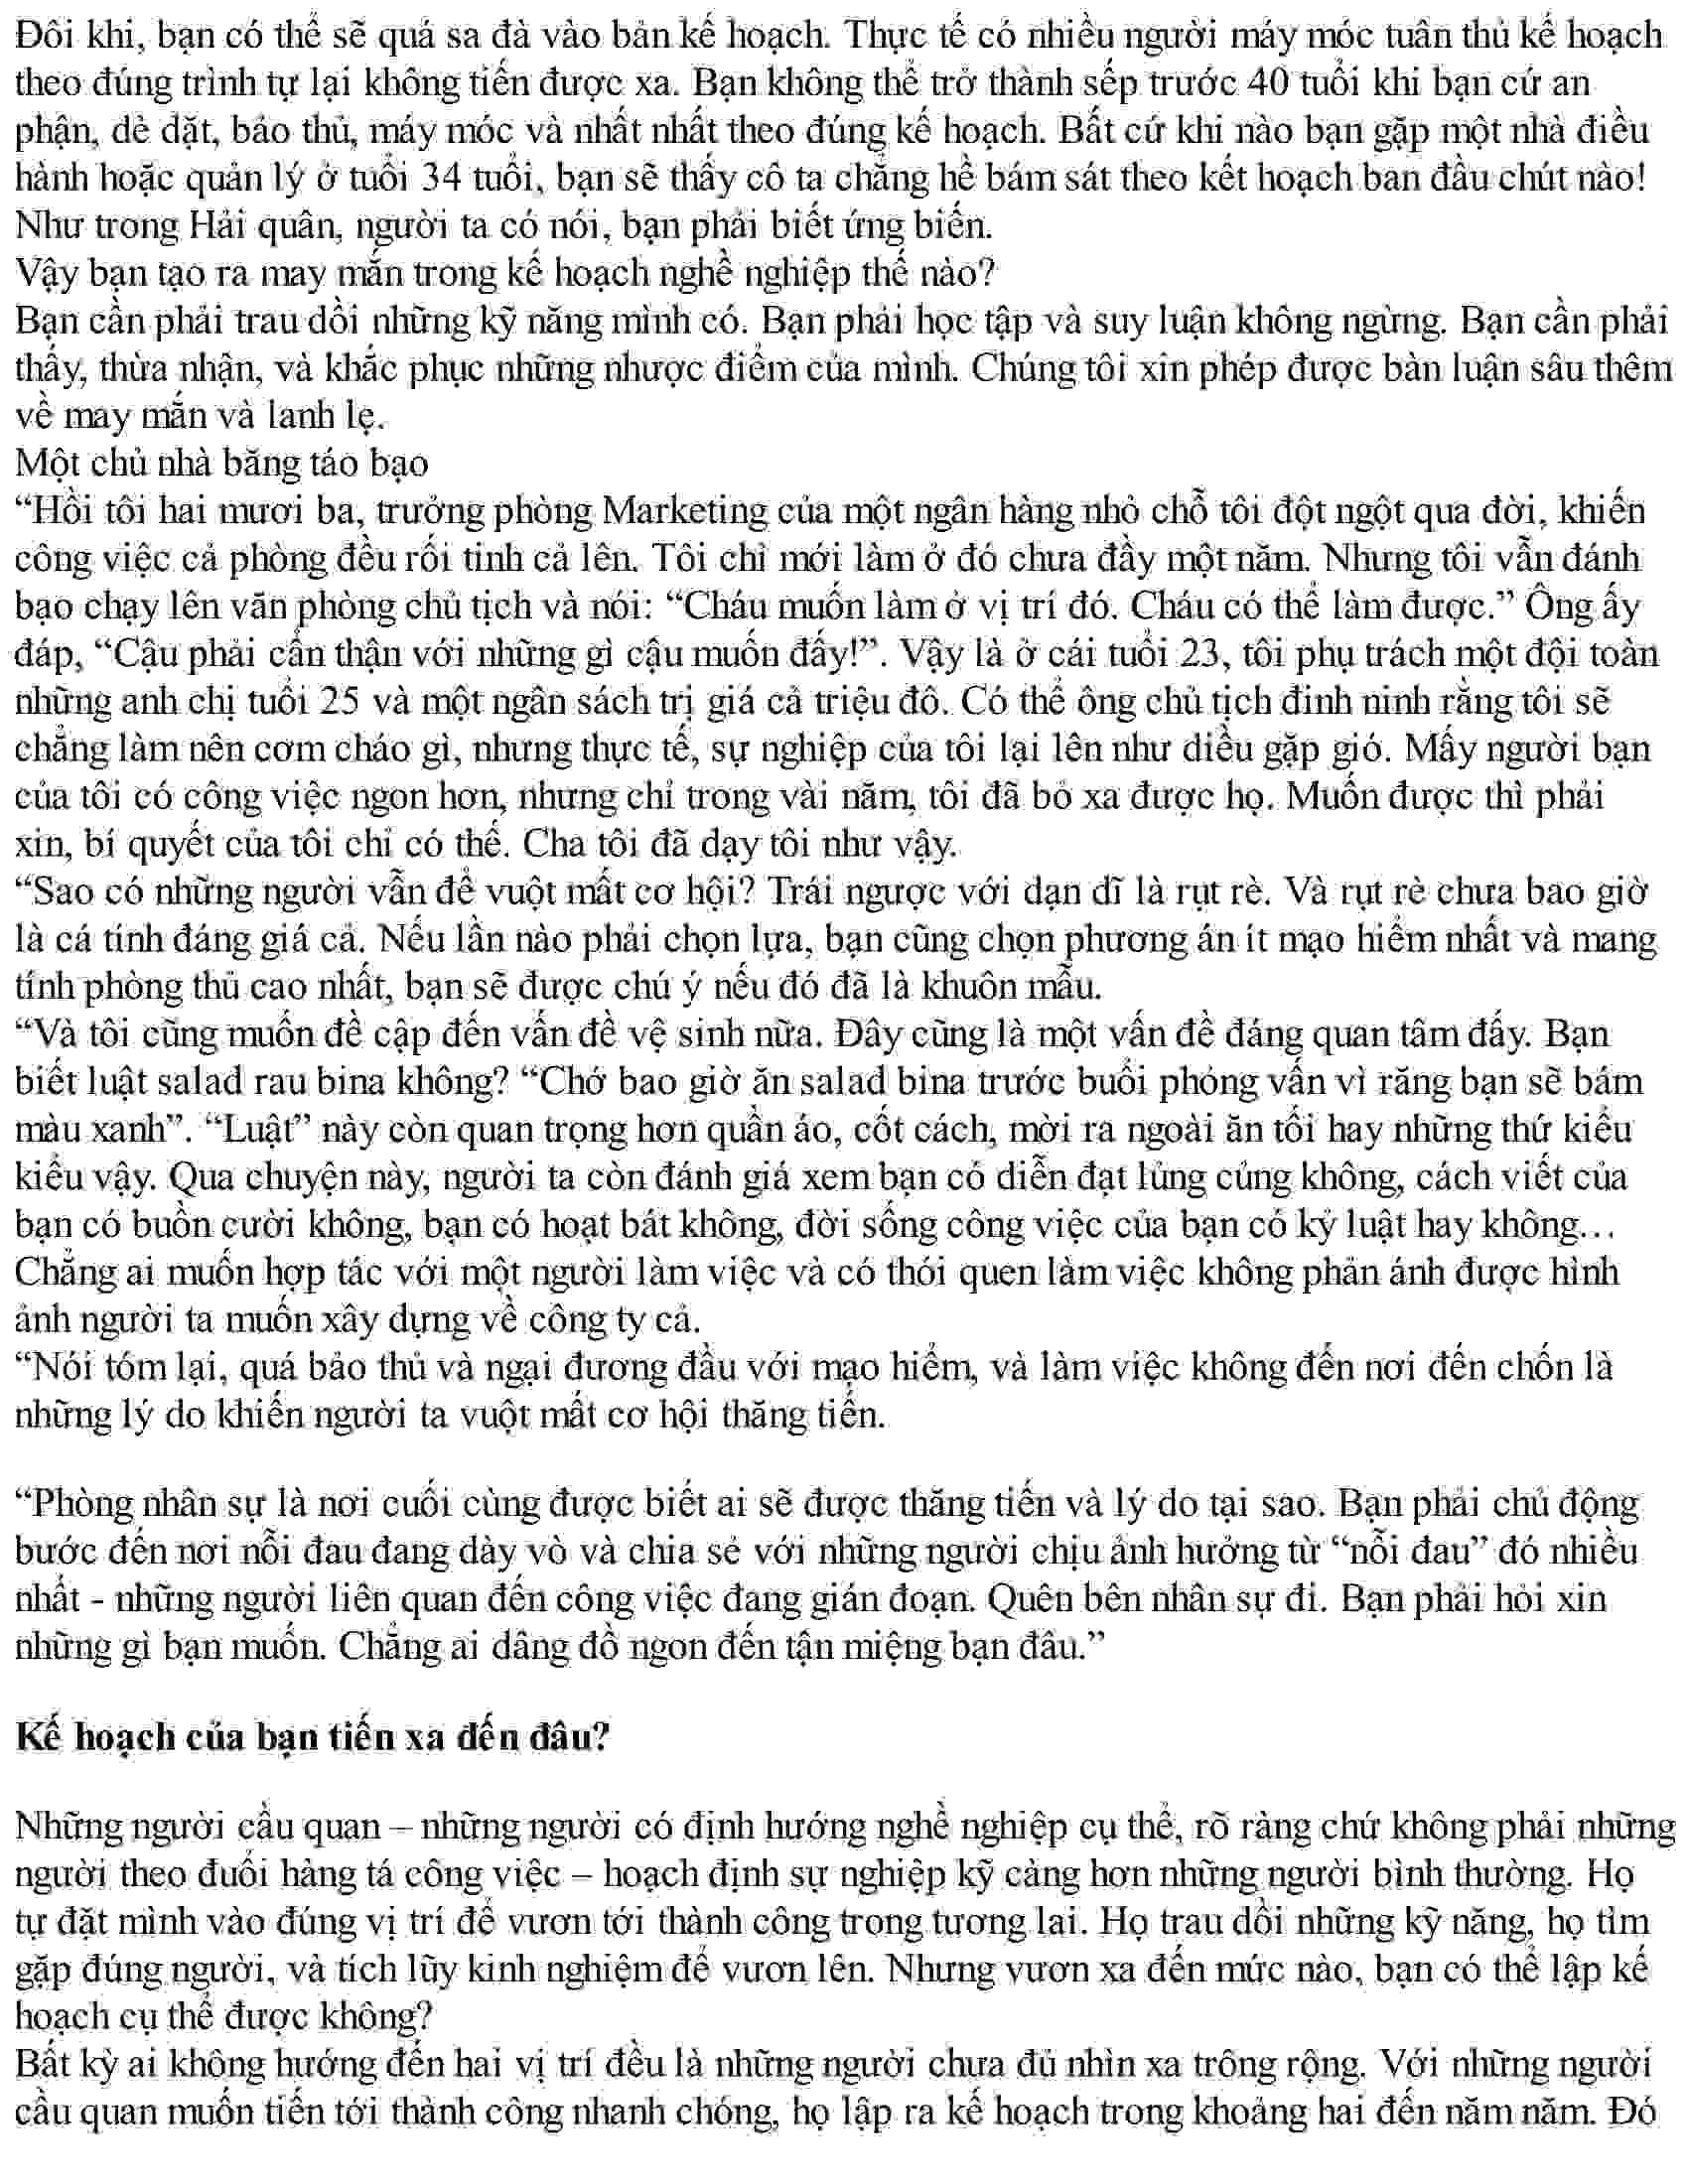 Đôi khi, bạn có thể sẽ quá sa đà vào bản kế hoạch. Thực tế có nhiều người máy móc tuân thủ kế hoạch
theo đúng trình tự lại không tiến được xa. Bạn không thể trở thành sếp trước 40 tuổi khi bạn cứ an
phận, dè dặt, bảo thủ, máy móc và nhất nhất theo đúng kế hoạch. Bất cứ khi nào bạn gặp một nhà điều
hành hoặc quản lý ở tuổi 34 tuổi, bạn sẽ thấy cô ta chẳng hề bám sát theo kết hoạch ban đầu chút nào!
Như trong Hải quân, người ta có nói, bạn phải biết ứng biến.
Vậy bạn tạo ra may mắn trong kế hoạch nghề nghiệp thế nào?
Bạn cần phải trau dồi những kỹ năng mình có. Bạn phải học tập và suy luận không ngừng. Bạn cần phải
thấy, thừa nhận, và khắc phục những nhược điểm của mình. Chúng tôi xin phép được bàn luận sâu thêm
về may mắn và lanh lẹ.
Một chủ nhà băng táo bạo
“Hồi tôi hai mươi ba, trưởng phòng Marketing của một ngân hàng nhỏ chỗ tôi đột ngột qua đời, khiến
công việc cả phòng đều rối tinh cả lên. Tôi chỉ mới làm ở đó chưa đầy một năm. Nhưng tôi vẫn đánh
bạo chạy lên văn phòng chủ tịch và nói: “Cháu muốn làm ở vị trí đó. Cháu có thể làm được.” Ông ấy
đáp, “Cậu phải cẩn thận với những gì cậu muốn đấy!”. Vậy là ở cái tuổi 23, tôi phụ trách một đội toàn
những anh chị tuổi 25 và một ngân sách trị giá cả triệu đô. Có thể ông chủ tịch đinh ninh rằng tôi sẽ
chẳng làm nên cơm cháo gì, nhưng thực tế, sự nghiệp của tôi lại lên như diều gặp gió. Mấy người bạn
của tôi có công việc ngon hơn, nhưng chỉ trong vài năm, tôi đã bỏ xa được họ. Muốn được thì phải
xin, bí quyết của tôi chỉ có thế. Cha tôi đã dạy tôi như vậy.
“Sao có những người vẫn để vuột mất cơ hội? Trái ngược với dạn dĩ là rụt rè. Và rụt rè chưa bao giờ
là cá tính đáng giá cả. Nếu lần nào phải chọn lựa, bạn cũng chọn phương án ít mạo hiểm nhất và mang
tính phòng thủ cao nhất, bạn sẽ được chú ý nếu đó đã là khuôn mẫu.
“Và tôi cũng muốn đề cập đến vấn đề vệ sinh nữa. Đây cũng là một vấn đề đáng quan tâm đấy. Bạn
biết luật salad rau bina không? “Chớ bao giờ ăn salad bina trước buổi phỏng vấn vì răng bạn sẽ bám
màu xanh”. “Luật” này còn quan trọng hơn quần áo, cốt cách, mời ra ngoài ăn tối hay những thứ kiểu
kiểu vậy. Qua chuyện này, người ta còn đánh giá xem bạn có diễn đạt lủng củng không, cách viết của
bạn có buồn cười không, bạn có hoạt bát không, đời sống công việc của bạn có kỷ luật hay không...
Chẳng ai muốn hợp tác với một người làm việc và có thói quen làm việc không phản ánh được hình
ảnh người ta muốn xây dựng về công ty cả.
“Nói tóm lại, quá bảo thủ và ngại đương đầu với mạo hiểm, và làm việc không đến nơi đến chốn là
những lý do khiến người ta vuột mất cơ hội thăng tiến.
“Phòng nhân sự là nơi cuối cùng được biết ai sẽ được thăng tiến và lý do tại sao. Bạn phải chủ động
bước đến nơi nỗi đau đang dày vò và chia sẻ với những người chịu ảnh hưởng từ “nỗi đau” đó nhiều
nhất - những người liên quan đến công việc đang gián đoạn. Quên bên nhân sự đi. Bạn phải hỏi xin
những gì bạn muốn. Chẳng ai dâng đồ ngon đến tận miệng bạn đâu.”
Kế hoạch của bạn tiến xa đến đâu?
Những người cầu quan – những người có định hướng nghề nghiệp cụ thể, rõ ràng chứ không phải những
người theo đuổi hàng tá công việc – hoạch định sự nghiệp kỹ càng hơn những người bình thường. Họ
tự đặt mình vào đúng vị trí để vươn tới thành công trong tương lai. Họ trau dồi những kỹ năng, họ tìm
gặp đúng người, và tích lũy kinh nghiệm để vươn lên. Nhưng vươn xa đến mức nào, bạn có thể lập kế
hoạch cụ thể được không?
Bất kỳ ai không hướng đến hai vị trí đều là những người chưa đủ nhìn xa trông rộng. Với những người
cầu quan muốn tiến tới thành công nhanh chóng, họ lập ra kế hoạch trong khoảng hai đến năm năm. Đó